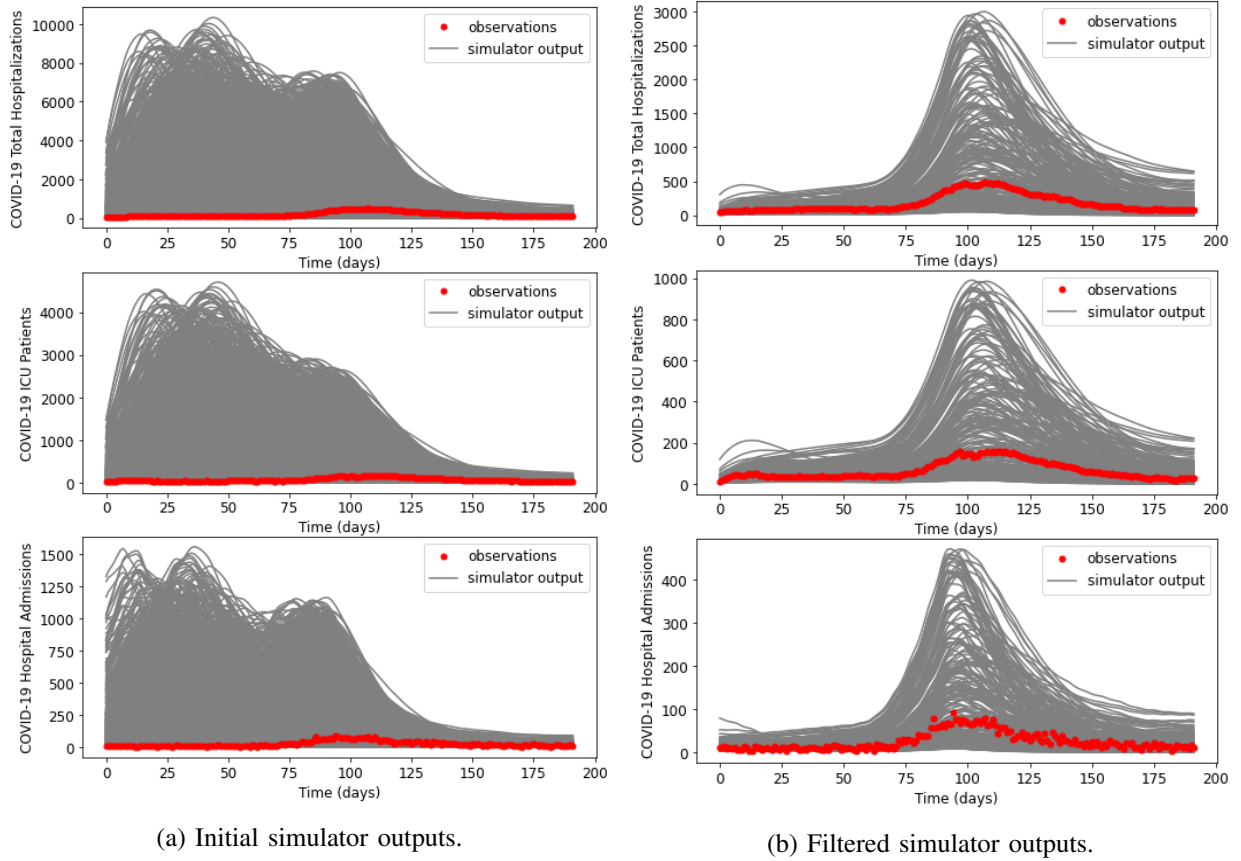 COVID-19 Total Hospitalizations
10000
8000
6000
4000
2000
0
observations
simulator output
0 25 50 75 100 125 150 175 200
Time (days)
COVID-19 ICU Patients
4000
3000
2000
1000
0
observations
simulator output
0 25 50 75 100 125 150 175 200
Time (days)
COVID-19 Hospital Admissions
1500
1250
1000
750
500
250
0
observations
simulator output
0 25 50 75 100 125 150 175 200
Time (days)
(a) Initial simulator outputs.
COVID-19 Total Hospitalizations
3000
2500
2000
1500
1000
500
0
observations
simulator output
0 25 50 75 100 125 150 175 200
Time (days)
COVID-19 ICU Patients
1000
800
600
400
200
0
observations
simulator output
0 25 50 75 100 125 150 175 200
Time (days)
COVID-19 Hospital Admissions
400
300
200
100
0
observations
simulator output
0 25 50 75 100 125 150 175 200
Time (days)
(b) Filtered simulator outputs.